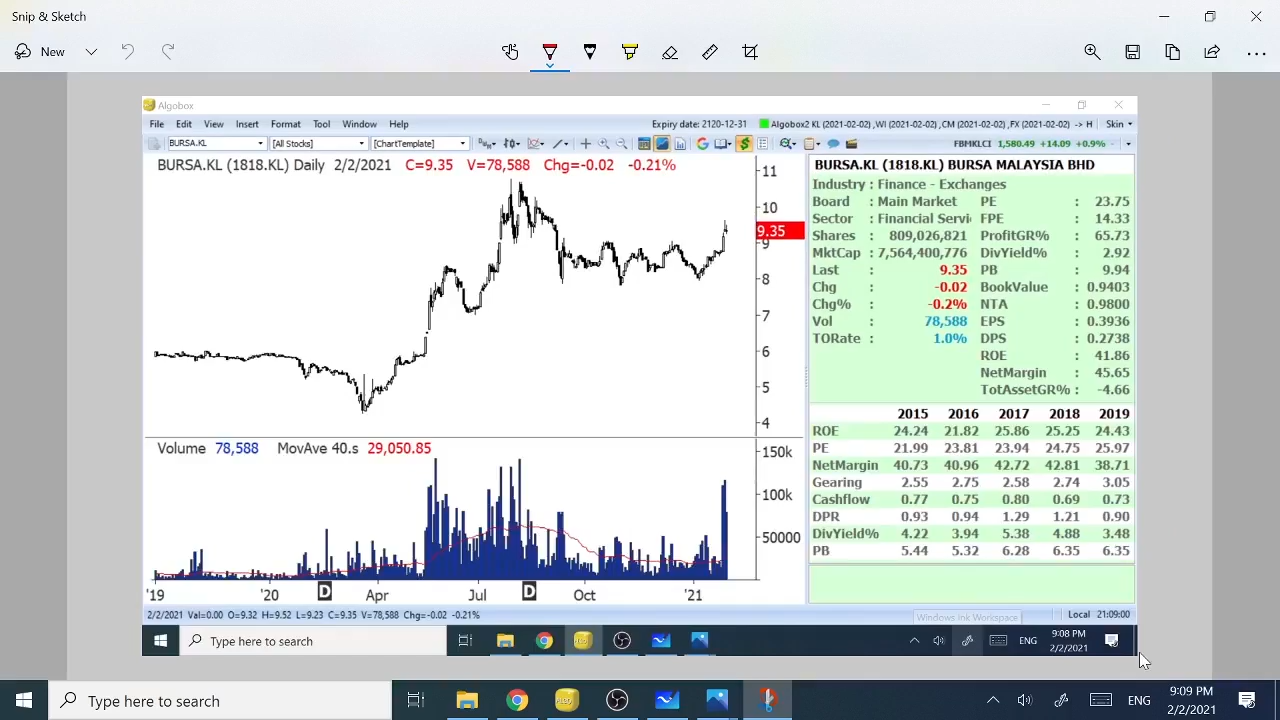 Snip & Sketch
New
Algobox
File Edit View Insert Format Tool Window Help
Expiry date: 2120-12-31 Algobox2 KL (2021-02-02) ,WI (2021-02-02) ,CM (2021-02-02) ,FX (2021-02-02) -> H Skin
BURSA.KL [All Stocks] [ChartTemplate]
FBMKLCI 1,580.49 +14.09 +0.9%
BURSA.KL (1818.KL) Daily 2/2/2021 C=9.35 V=78,588 Chg=-0.02 -0.21%
11
10
9.35
9
8
7
6
5
4
Volume 78,588 MovAve 40.s 29,050.85
150k
100k
50000
'19 '20 D Apr Jul D Oct '21
BURSA.KL (1818.KL) BURSA MALAYSIA BHD
Industry : Finance - Exchanges
Board : Main Market PE : 23.75
Sector : Financial Servi FPE : 14.33
Shares : 809,026,821 ProfitGR% : 65.73
MktCap : 7,564,400,776 DivYield% : 2.92
Last : 9.35 PB : 9.94
Chg : -0.02 BookValue : 0.9403
Chg% : -0.2% NTA : 0.9800
Vol : 78,588 EPS : 0.3936
TORate : 1.0% DPS : 0.2738
ROE : 41.86
NetMargin : 45.65
TotAssetGR% : -4.66
2015 2016 2017 2018 2019
ROE 24.24 21.82 25.86 25.25 24.43
PE 21.99 23.81 23.94 24.75 25.97
NetMargin 40.73 40.96 42.72 42.81 38.71
Gearing 2.55 2.75 2.58 2.74 3.05
Cashflow 0.77 0.75 0.80 0.69 0.73
DPR 0.93 0.94 1.29 1.21 0.90
DivYield% 4.22 3.94 5.38 4.88 3.48
PB 5.44 5.32 6.28 6.35 6.35
2/2/2021 Val=0.00 O=9.32 H=9.52 L=9.23 C=9.35 V=78,588 Chg=-0.02 -0.21%
Windows Ink Workspace
Local 21:09:00
Type here to search
ENG
9:08 PM
2/2/2021
Type here to search
ENG
9:09 PM
2/2/2021